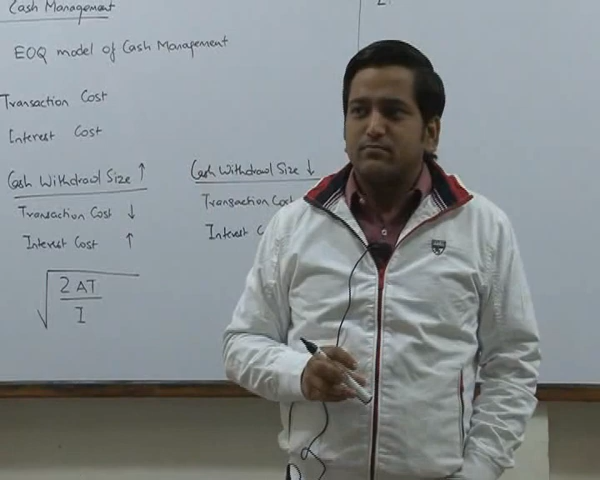 Cash Management
EOQ model of Cash Management
Transaction Cost
Interest Cost
Cash Withdrawl Size ↑
Transaction Cost ↓
Interest Cost ↑
Cash Withdrawl Size ↓
Transaction
Interest
√ 2AT
I